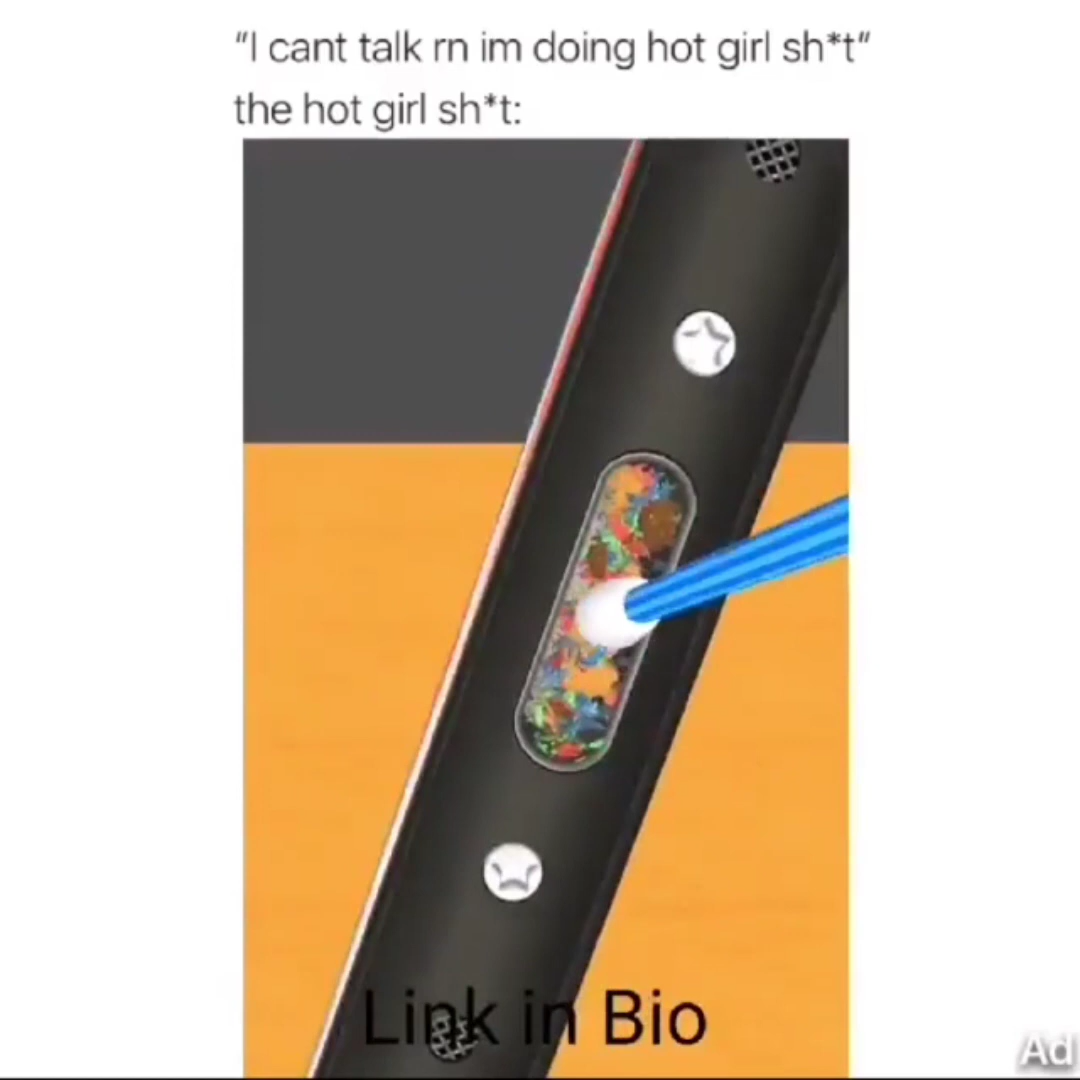 "I cant talk rn im doing hot girl sh*t"
the hot girl sh*t:
Link in Bio
Ad